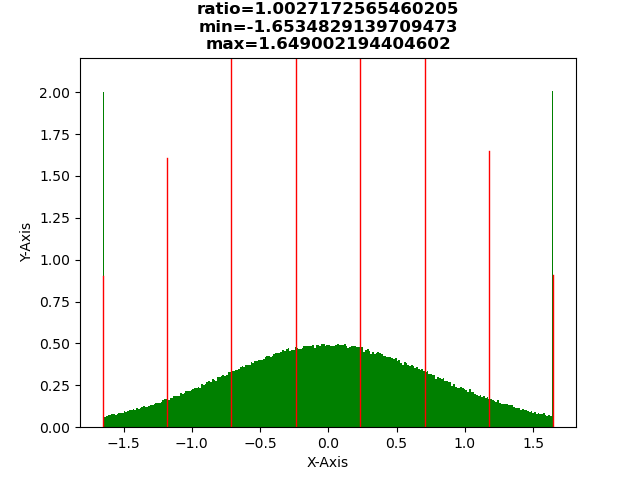 ratio=1.0027172565460205
min=-1.6534829139709473
max=1.649002194404602
2.00
1.75
1.50
1.25
1.00
0.75
0.50
0.25
0.00
Y-Axis
−1.5 −1.0 −0.5 0.0 0.5 1.0 1.5
X-Axis